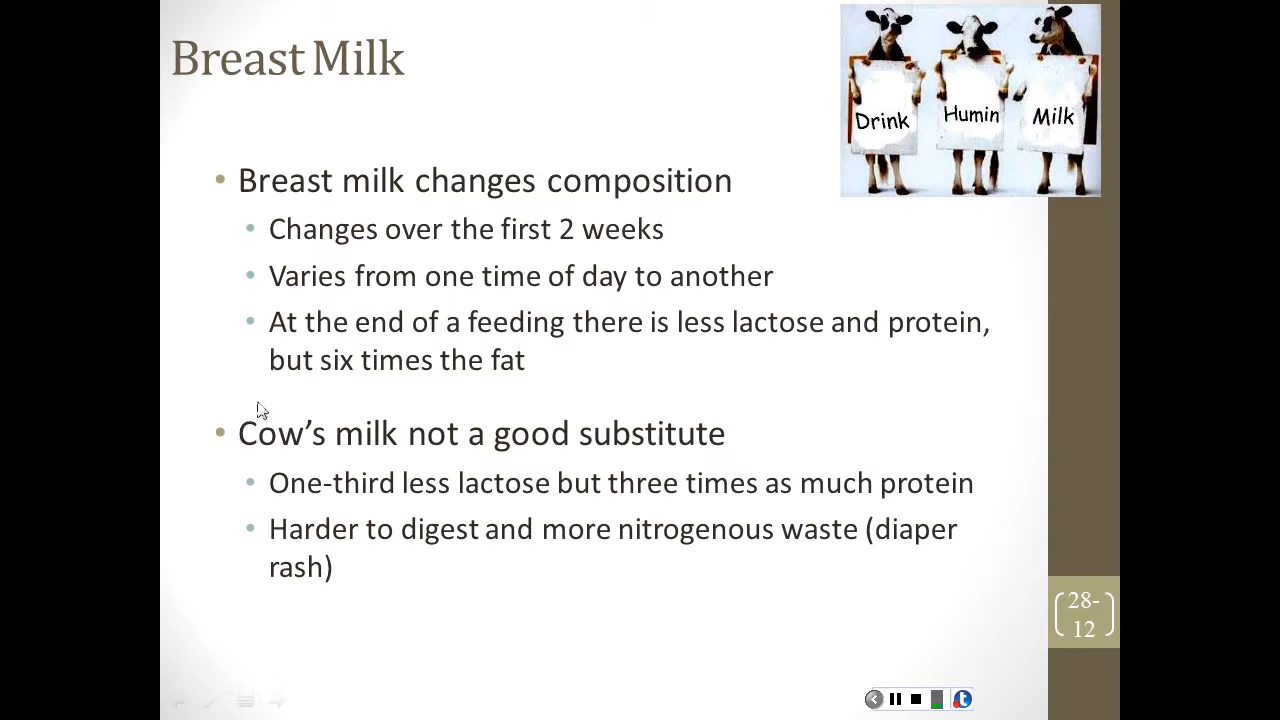 Breast Milk
Drink Humin Milk
• Breast milk changes composition
• Changes over the first 2 weeks
• Varies from one time of day to another
• At the end of a feeding there is less lactose and protein,
but six times the fat
• Cow’s milk not a good substitute
• One-third less lactose but three times as much protein
• Harder to digest and more nitrogenous waste (diaper
rash)
28-
12
t